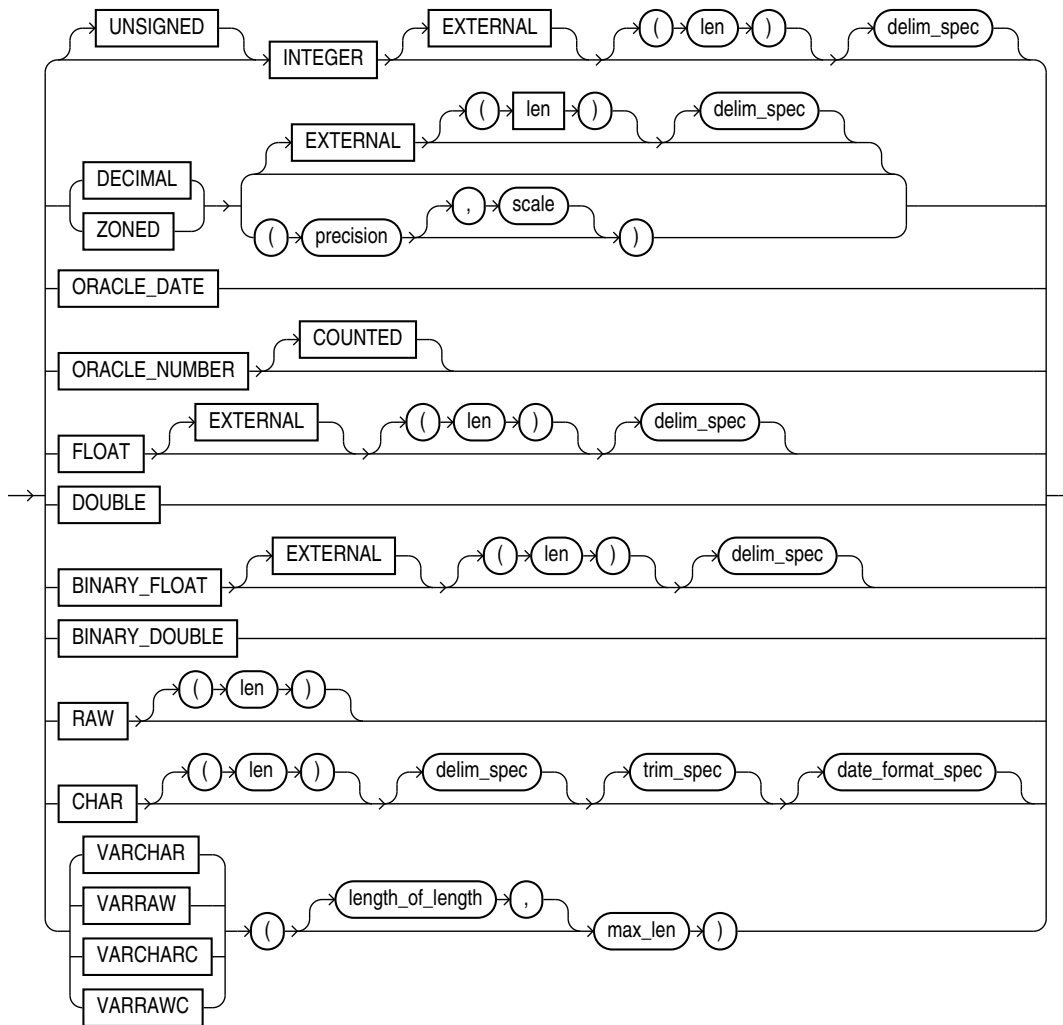 UNSIGNED INTEGER EXTERNAL ( len ) delim_spec
EXTERNAL ( len ) delim_spec
DECIMAL
ZONED
( precision , scale )
ORACLE_DATE
ORACLE_NUMBER COUNTED
FLOAT EXTERNAL ( len ) delim_spec
DOUBLE
BINARY_FLOAT EXTERNAL ( len ) delim_spec
BINARY_DOUBLE
RAW ( len )
CHAR ( len ) delim_spec trim_spec date_format_spec
VARCHAR
VARRAW
VARCHARC
VARRAWC
( length_of_length , max_len )